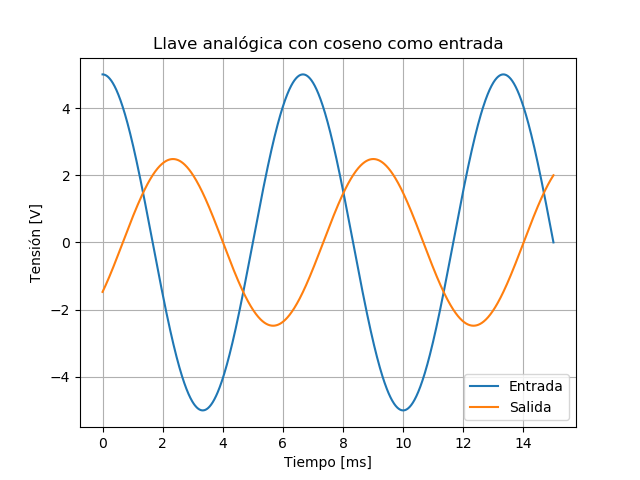 Llave analógica con coseno como entrada
Tensión [V]
4
2
0
−2
−4
0 2 4 6 8 10 12 14
Tiempo [ms]
Entrada
Salida